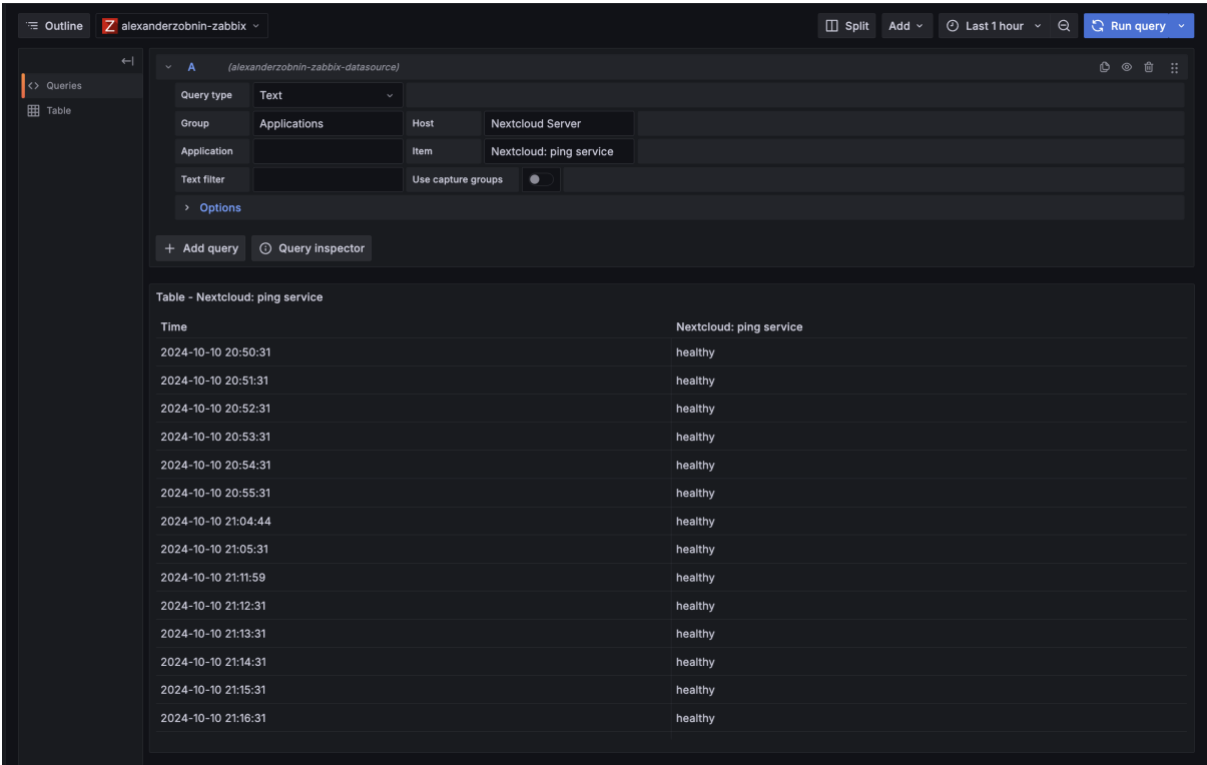 Outline Z alexanderzobnin-zabbix Split Add Last 1 hour Run query
Queries
Table
A (alexanderzobnin-zabbix-datasource)
Query type Text
Group Applications Host Nextcloud Server
Application Item Nextcloud: ping service
Text filter Use capture groups
Options
+ Add query Query inspector
Table - Nextcloud: ping service
Time Nextcloud: ping service
2024-10-10 20:50:31 healthy
2024-10-10 20:51:31 healthy
2024-10-10 20:52:31 healthy
2024-10-10 20:53:31 healthy
2024-10-10 20:54:31 healthy
2024-10-10 20:55:31 healthy
2024-10-10 21:04:44 healthy
2024-10-10 21:05:31 healthy
2024-10-10 21:11:59 healthy
2024-10-10 21:12:31 healthy
2024-10-10 21:13:31 healthy
2024-10-10 21:14:31 healthy
2024-10-10 21:15:31 healthy
2024-10-10 21:16:31 healthy